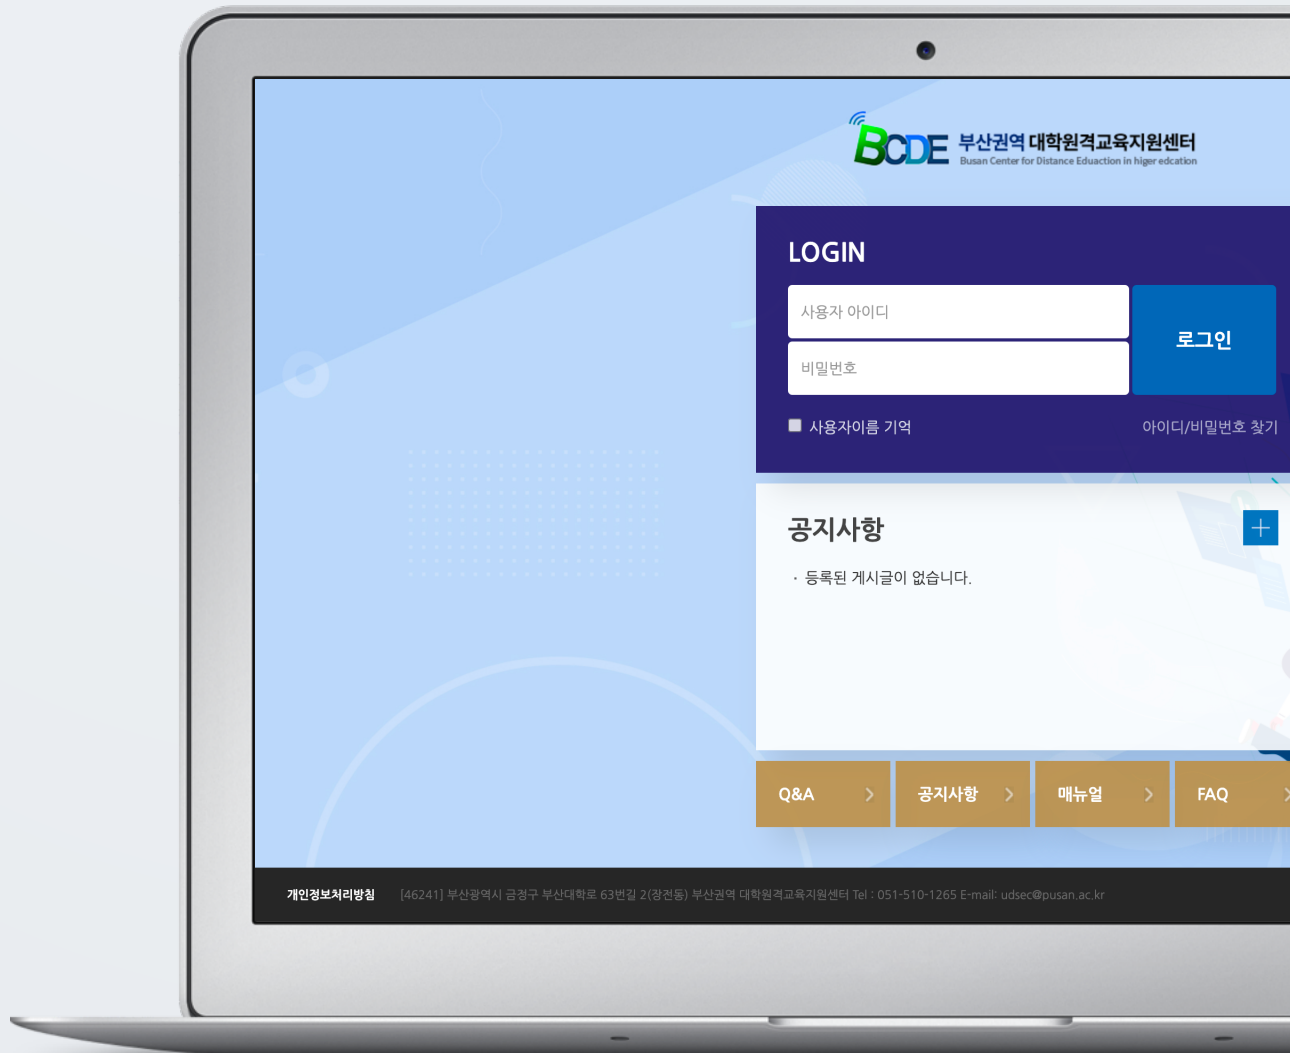 BCDE 부산권역 대학원격교육지원센터
Busan Center for Distance Eduaction in higer edcation
LOGIN
사용자 아이디
비밀번호
로그인
사용자이름 기억
아이디/비밀번호 찾기
공지사항
· 등록된 게시글이 없습니다.
Q&A
공지사항
매뉴얼
FAQ
개인정보처리방침 [46241] 부산광역시 금정구 부산대학로 63번길 2(장전동) 부산권역 대학원격교육지원센터 Tel : 051-510-1265 E-mail: udsec@pusan.ac.kr